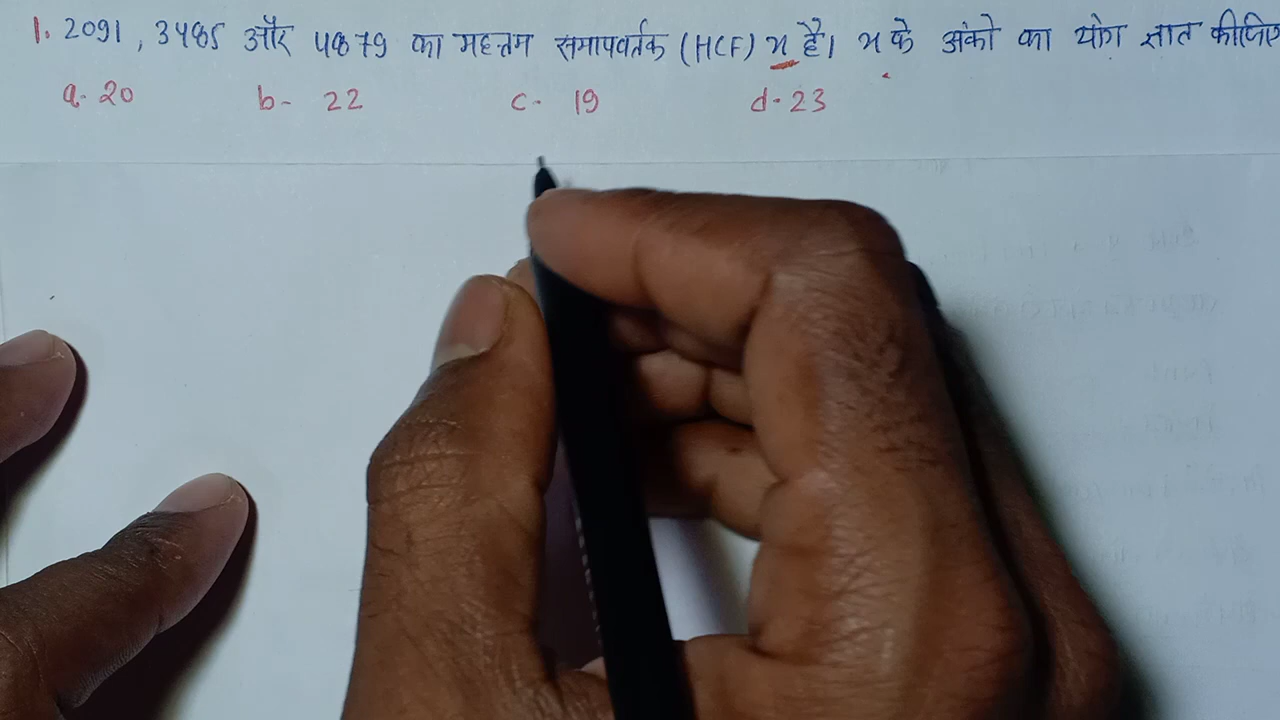 1. 2091, 3485 और 4879 का महत्तम समापवर्तक (HCF) x है। x के अंको का योग ज्ञात कीजिए
a. 20 b- 22 c- 19 d. 23